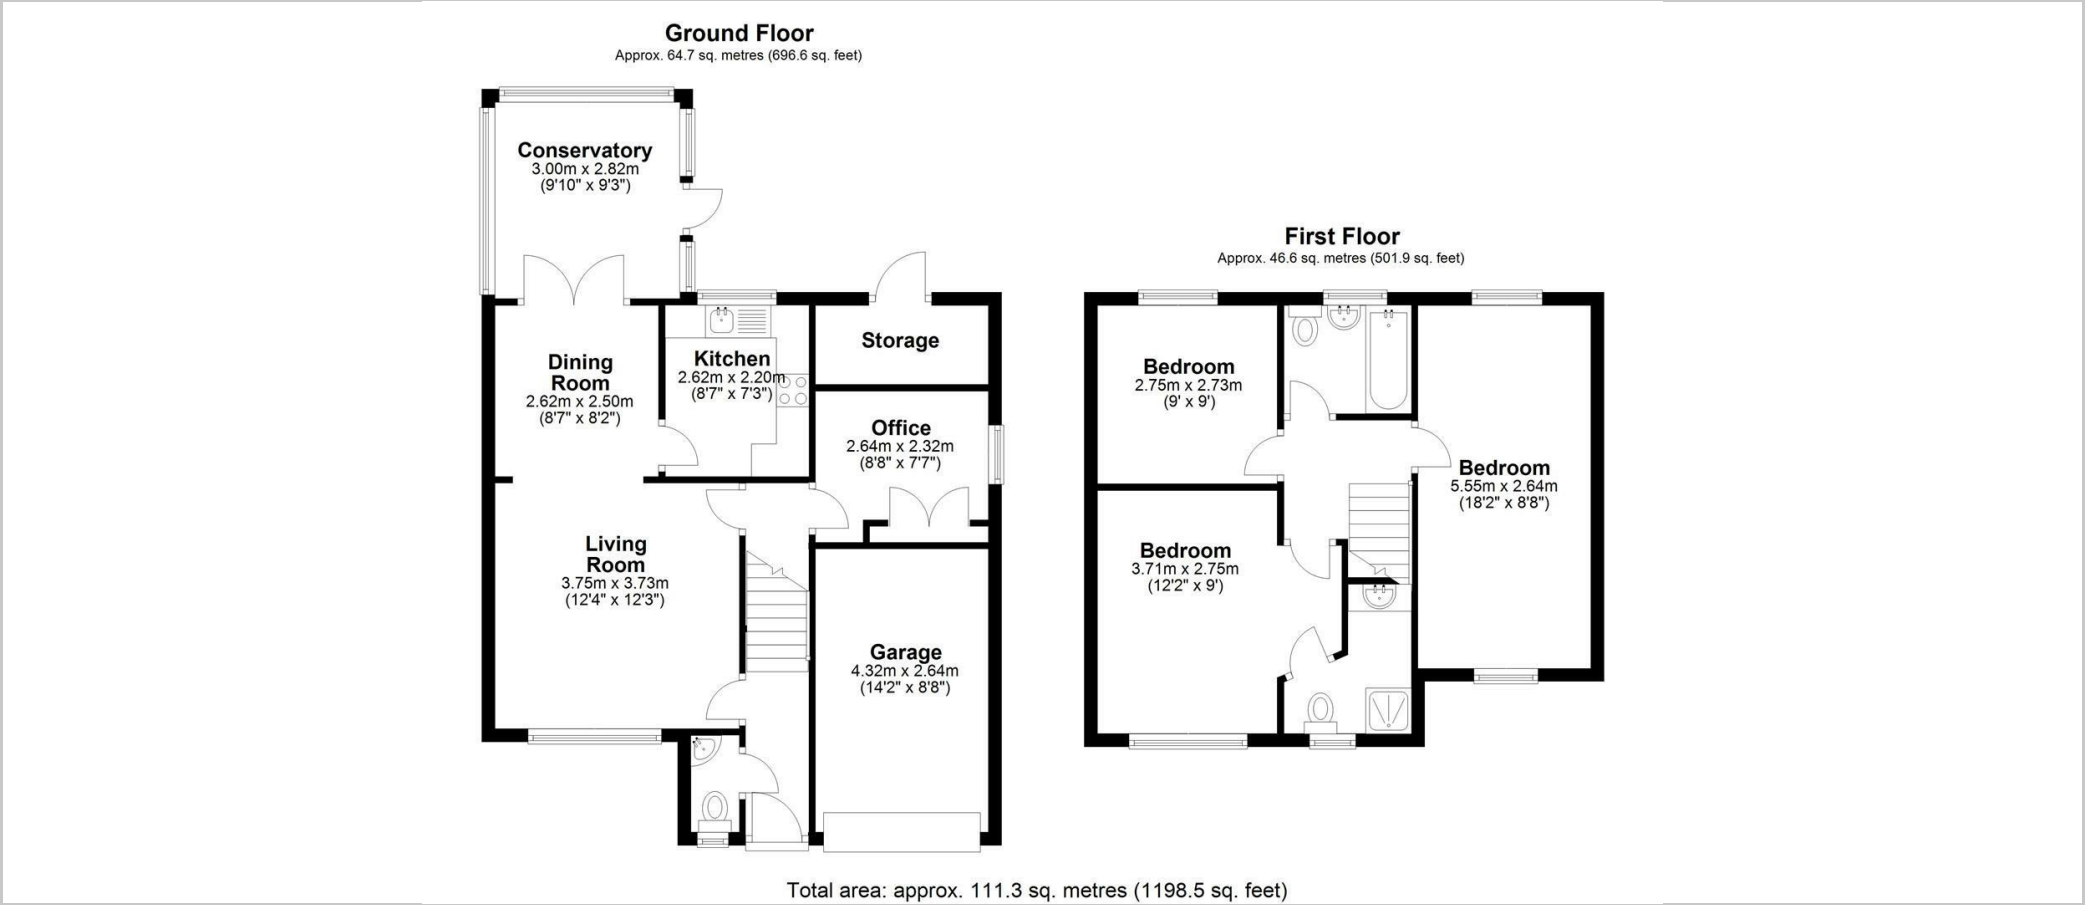 Ground Floor
Approx. 64.7 sq. metres (696.6 sq. feet)
Conservatory
3.00m x 2.82m
(9'10" x 9'3")
Dining
Room
2.62m x 2.50m
(8'7" x 8'2")
Kitchen
2.62m x 2.20m
(8'7" x 7'3")
Storage
Office
2.64m x 2.32m
(8'8" x 7'7")
Living
Room
3.75m x 3.73m
(12'4" x 12'3")
Garage
4.32m x 2.64m
(14'2" x 8'8")
First Floor
Approx. 46.6 sq. metres (501.9 sq. feet)
Bedroom
2.75m x 2.73m
(9' x 9')
Bedroom
5.55m x 2.64m
(18'2" x 8'8")
Bedroom
3.71m x 2.75m
(12'2" x 9')
Total area: approx. 111.3 sq. metres (1198.5 sq. feet)